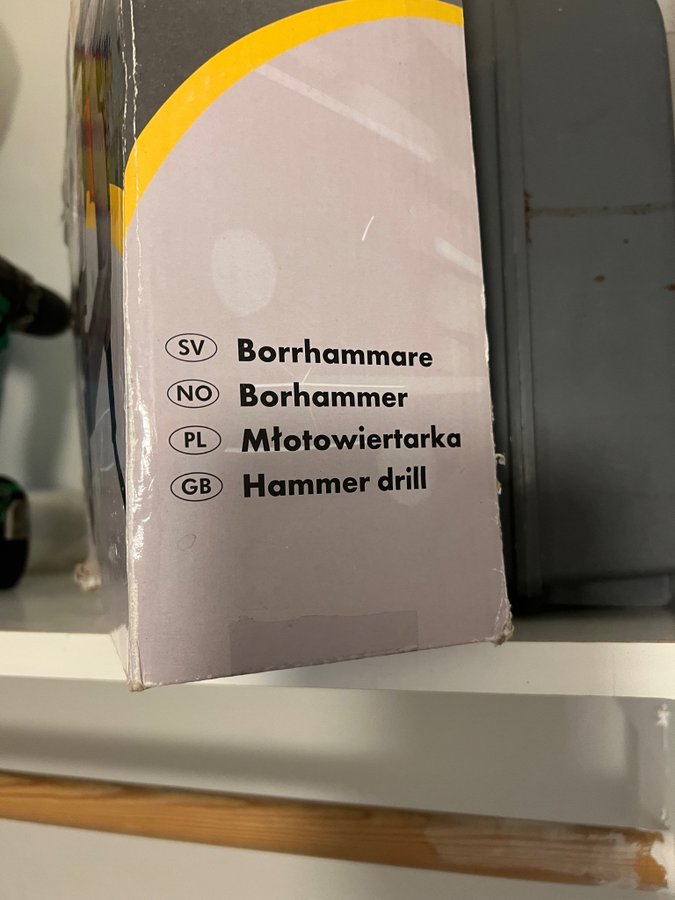 SV Borrhammare
NO Borhammer
PL Młotowiertarka
GB Hammer drill